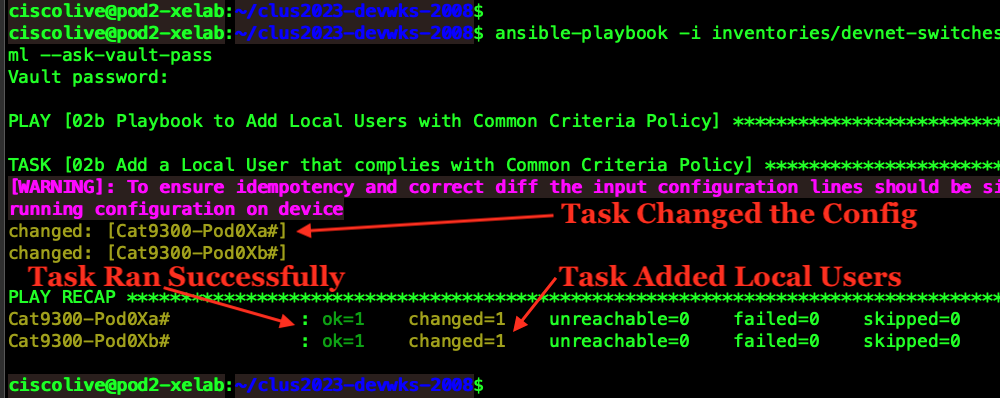 ciscolive@pod2-xelab:~/clus2023-devwks-2008$
ciscolive@pod2-xelab:~/clus2023-devwks-2008$ ansible-playbook -i inventories/devnet-switches
ml --ask-vault-pass
Vault password:
PLAY [02b Playbook to Add Local Users with Common Criteria Policy] *************************
TASK [02b Add a Local User that complies with Common Criteria Policy] **********************
[WARNING]: To ensure idempotency and correct diff the input configuration lines should be si
running configuration on device
Task Changed the Config
changed: [Cat9300-Pod0Xa#]
changed: [Cat9300-Pod0Xb#]
Task Ran Successfully
Task Added Local Users
PLAY RECAP *********************************************************************************
Cat9300-Pod0Xa# : ok=1 changed=1 unreachable=0 failed=0 skipped=0
Cat9300-Pod0Xb# : ok=1 changed=1 unreachable=0 failed=0 skipped=0
ciscolive@pod2-xelab:~/clus2023-devwks-2008$